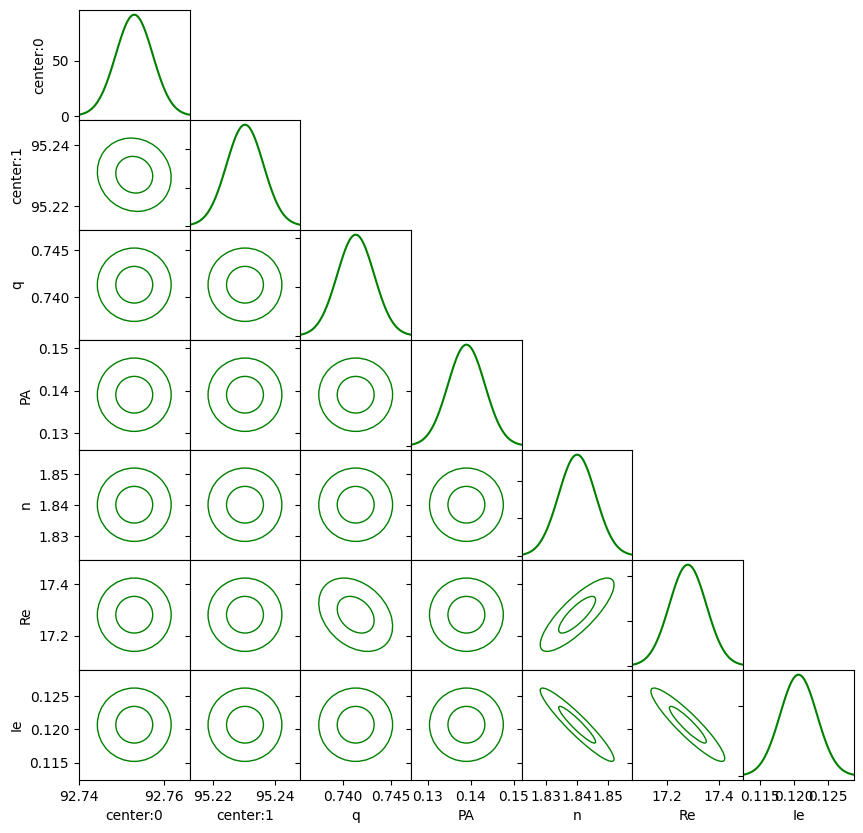 center:0
50
0
center:1
95.24
95.22
q
0.745
0.740
PA
0.15
0.14
0.13
n
1.85
1.84
1.83
Re
17.4
17.2
Ie
0.125
0.120
0.115
92.74 92.76 95.22 95.24 0.740 0.745 0.13 0.14 0.15 1.83 1.84 1.85 17.2 17.4 0.115 0.120 0.125
center:0 center:1 q PA n Re Ie